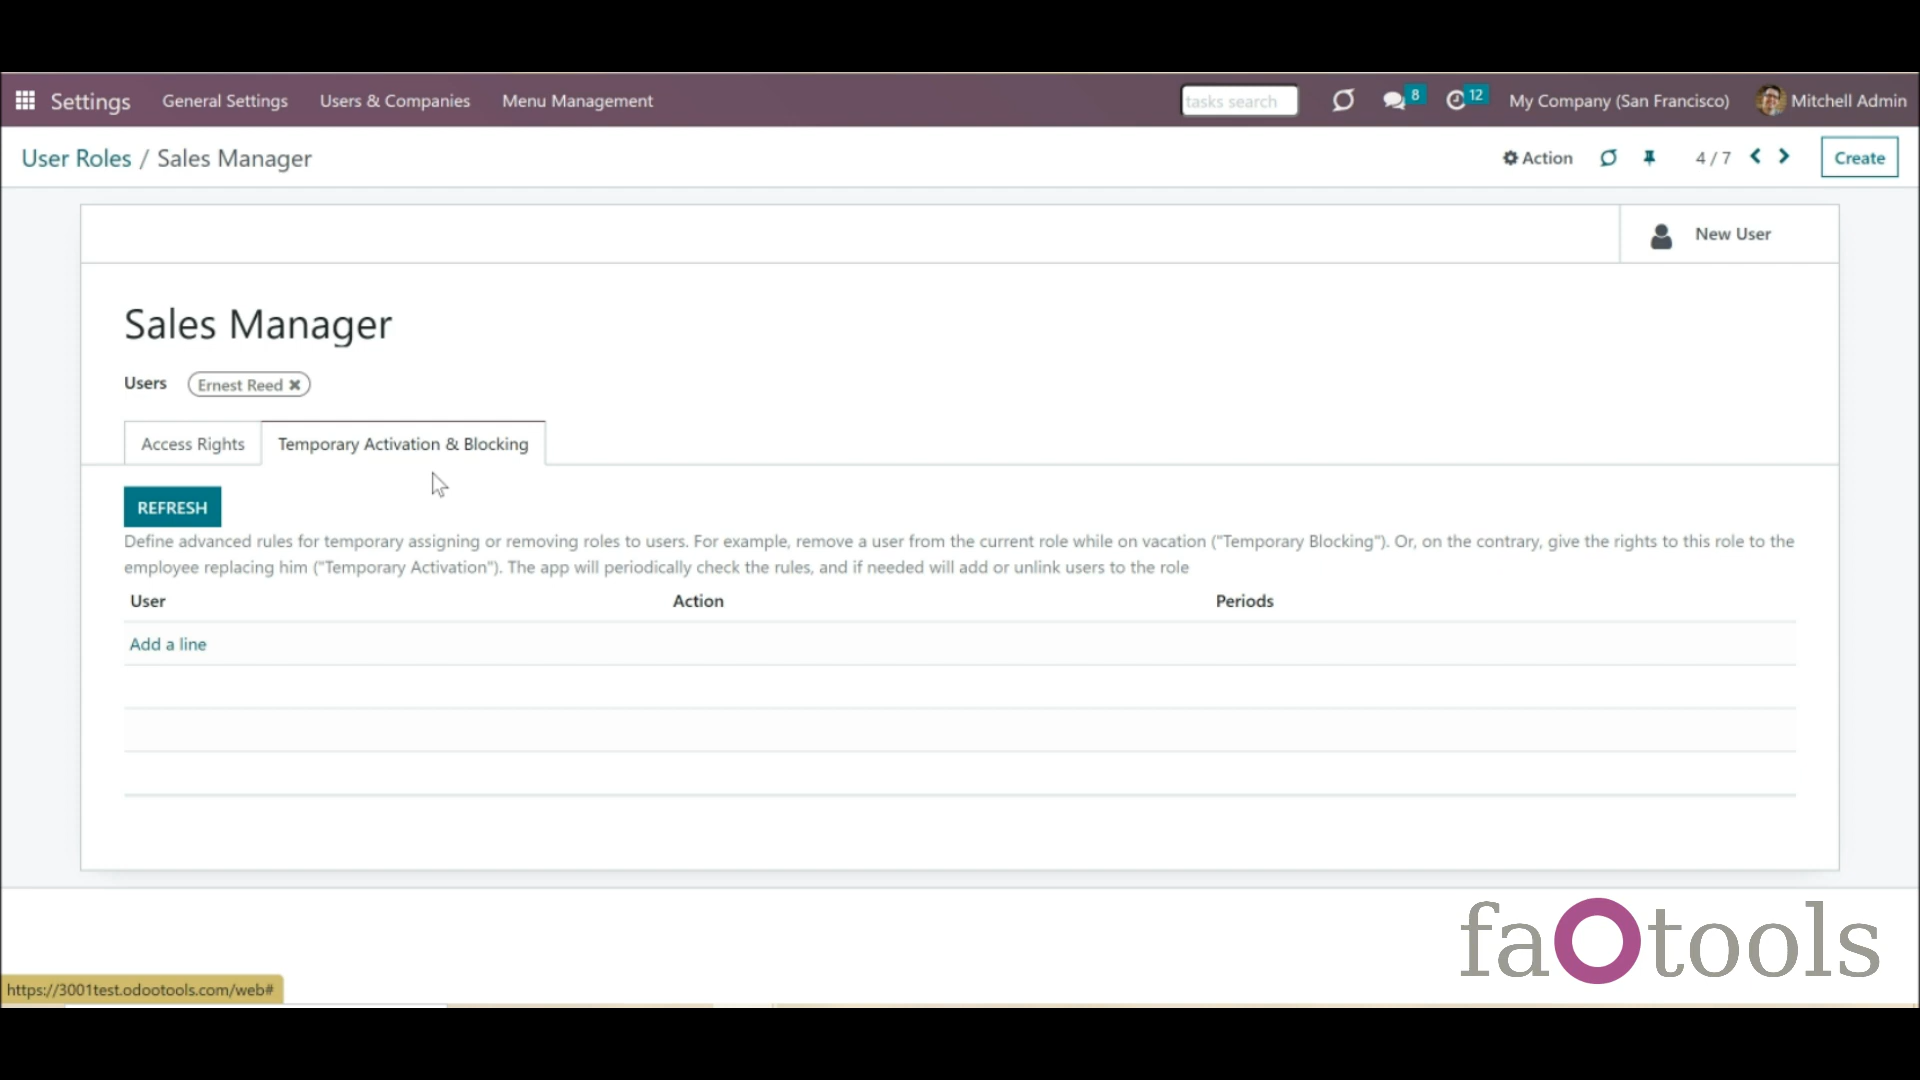 Settings General Settings Users & Companies Menu Management tasks search 8 12 My Company (San Francisco) Mitchell Admin
User Roles / Sales Manager Action 4 / 7 Create
New User
Sales Manager
Users Ernest Reed ✖
Access Rights Temporary Activation & Blocking
REFRESH
Define advanced rules for temporary assigning or removing roles to users. For example, remove a user from the current role while on vacation ("Temporary Blocking"). Or, on the contrary, give the rights to this role to the
employee replacing him ("Temporary Activation"). The app will periodically check the rules, and if needed will add or unlink users to the role
User Action Periods
Add a line
faOtools
https://3001test.odootools.com/web#